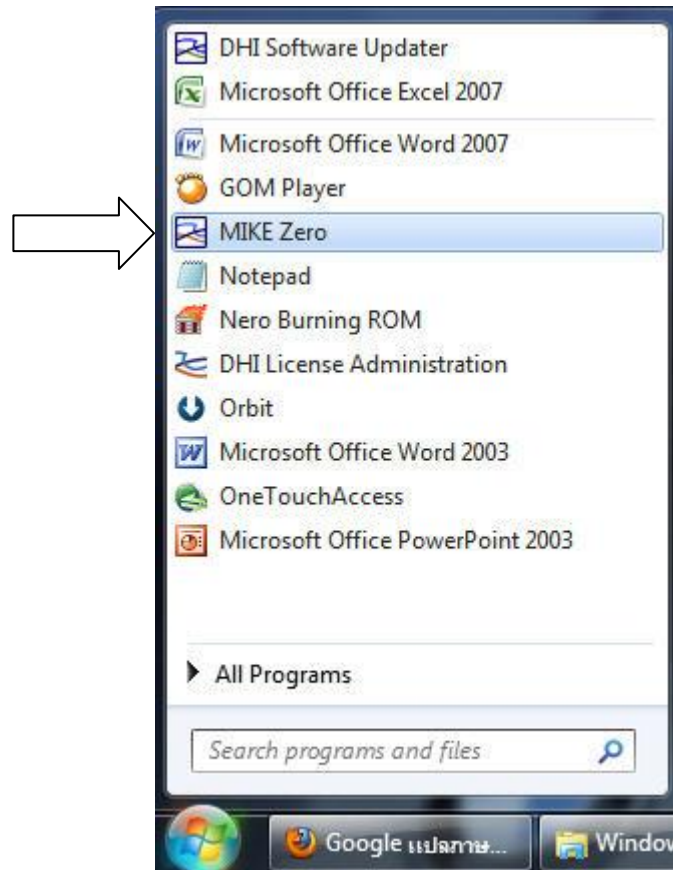 DHI Software Updater
Microsoft Office Excel 2007
Microsoft Office Word 2007
GOM Player
MIKE Zero
Notepad
Nero Burning ROM
DHI License Administration
Orbit
Microsoft Office Word 2003
OneTouchAccess
Microsoft Office PowerPoint 2003
All Programs
Search programs and files
Google แปลภาษ... Window